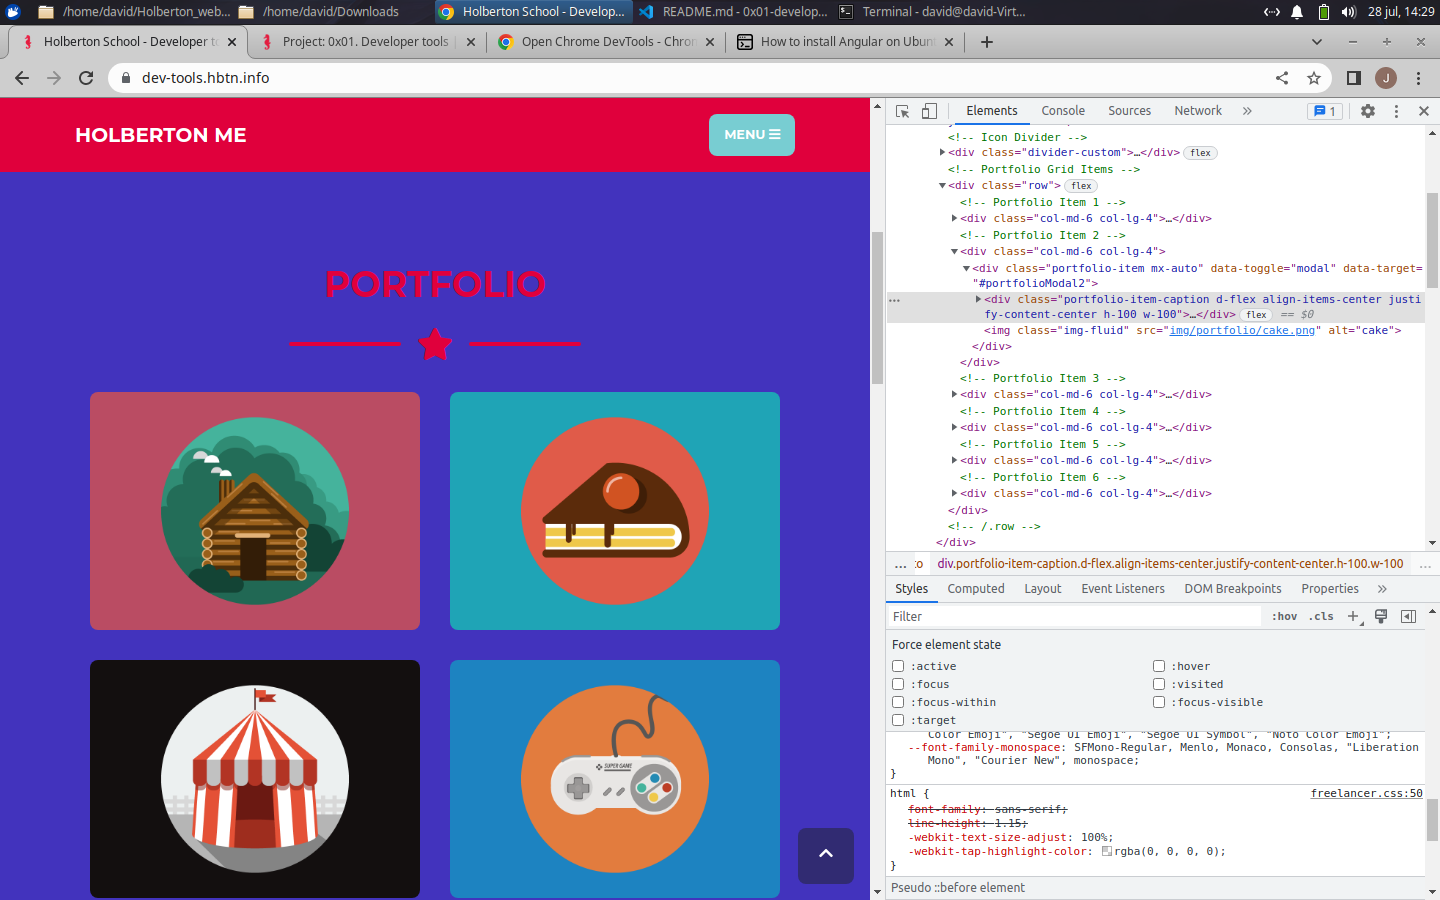 /home/david/Holberton_web...
/home/david/Downloads
Holberton School - Develop...
README.md - 0x01-develop...
Terminal - david@david-Virt...
28 jul, 14:29
Holberton School - Developer to
Project: 0x01. Developer tools
Open Chrome DevTools - Chrom
How to install Angular on Ubunt
dev-tools.hbtn.info
J
HOLBERTON ME
MENU
PORTFOLIO
SUPER GAME
Elements
Console
Sources
Network
1
<!-- Icon Divider -->
<div class="divider-custom">…</div> flex
<!-- Portfolio Grid Items -->
<div class="row"> flex
<!-- Portfolio Item 1 -->
<div class="col-md-6 col-lg-4">…</div>
<!-- Portfolio Item 2 -->
<div class="col-md-6 col-lg-4">
<div class="portfolio-item mx-auto" data-toggle="modal" data-target=
"#portfolioModal2">
<div class="portfolio-item-caption d-flex align-items-center justi
fy-content-center h-100 w-100">…</div> flex == $0
<img class="img-fluid" src="img/portfolio/cake.png" alt="cake">
</div>
</div>
<!-- Portfolio Item 3 -->
<div class="col-md-6 col-lg-4">…</div>
<!-- Portfolio Item 4 -->
<div class="col-md-6 col-lg-4">…</div>
<!-- Portfolio Item 5 -->
<div class="col-md-6 col-lg-4">…</div>
<!-- Portfolio Item 6 -->
<div class="col-md-6 col-lg-4">…</div>
</div>
<!-- /.row -->
</div>
... to div.portfolio-item-caption.d-flex.align-items-center.justify-content-center.h-100.w-100 ...
Styles
Computed
Layout
Event Listeners
DOM Breakpoints
Properties
Filter
:hov
.cls
Force element state
:active
:hover
:focus
:visited
:focus-within
:focus-visible
:target
Color Emoji", "Segoe UI Emoji", "Segoe UI Symbol", "Noto Color Emoji";
--font-family-monospace: SFMono-Regular, Menlo, Monaco, Consolas, "Liberation
Mono", "Courier New", monospace;
}
html {
freelancer.css:50
font-family: sans-serif;
line-height: 1.15;
-webkit-text-size-adjust: 100%;
-webkit-tap-highlight-color: rgba(0, 0, 0, 0);
}
Pseudo ::before element